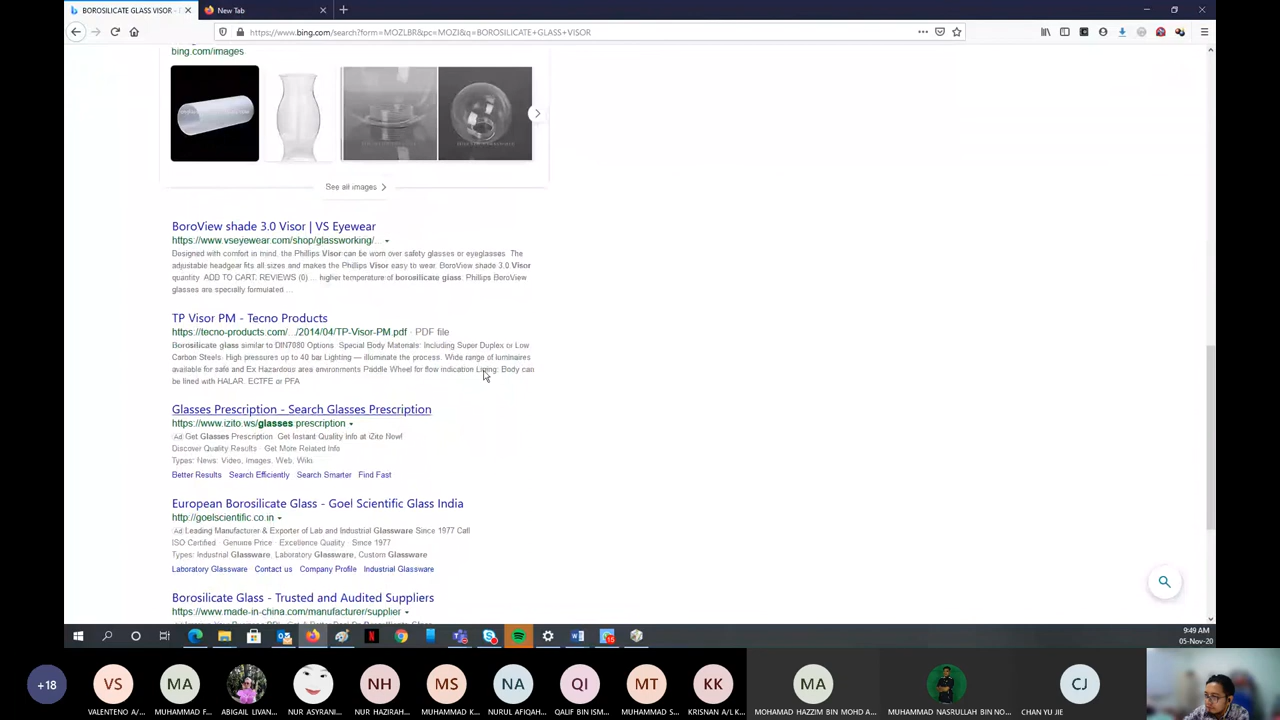 BOROSILICATE GLASS VISOR -
New Tab
https://www.bing.com/search?form=MOZLBR&pc=MOZI&q=BOROSILICATE+GLASS+VISOR
bing.com/images
See all images
BoroView shade 3.0 Visor | VS Eyewear
https://www.vseyewear.com/shop/glassworking/...
Designed with comfort in mind, the Phillips Visor can be worn over safety glasses or eyeglasses. The
adjustable headgear fits all sizes and makes the Phillips Visor easy to wear. BoroView shade 3.0 Visor
quantity. ADD TO CART; REVIEWS (0) ... higher temperature of borosilicate glass. Phillips BoroView
glasses are specially formulated ...
TP Visor PM - Tecno Products
https://tecno-products.com/.../2014/04/TP-Visor-PM.pdf · PDF file
Borosilicate glass similar to DIN7080 Options Special Body Materials: Including Super Duplex or Low
Carbon Steels. High pressures up to 40 bar Lighting — illuminate the process. Wide range of luminaires
available for safe and Ex Hazardous area environments Paddle Wheel for flow indication Lining: Body can
be lined with HALAR, ECTFE or PFA
Glasses Prescription - Search Glasses Prescription
https://www.izito.ws/glasses prescription
Ad Get Glasses Prescription. Get Instant Quality info at iZito Now!
Discover Quality Results · Get More Related Info
Types: News, Video, Images, Web, Wiki
Better Results Search Efficiently Search Smarter Find Fast
European Borosilicate Glass - Goel Scientific Glass India
http://goelscientific.co.in
Ad Leading Manufacturer & Exporter of Lab and Industrial Glassware Since 1977 Call
ISO Certified · Genuine Price · Excellence Quality · Since 1977
Types: Industrial Glassware, Laboratory Glassware, Custom Glassware
Laboratory Glassware Contact us Company Profile Industrial Glassware
Borosilicate Glass - Trusted and Audited Suppliers
https://www.made-in-china.com/manufacturer/supplier
9:49 AM
05-Nov-20
+18 VS MA NH MS NA QI MT KK MA CJ
VALENTENO A/... MUHAMMAD F... ABIGAIL LIVAN... NUR ASYRANI... NUR HAZIRAH... MUHAMMAD K... NURUL AFIQAH... QALIF BIN ISM... MUHAMMAD S... KRISNAN A/L K... MOHAMAD HAZZIM BIN MOHD A... MUHAMMAD NASRULLAH BIN NO... CHAN YU JIE